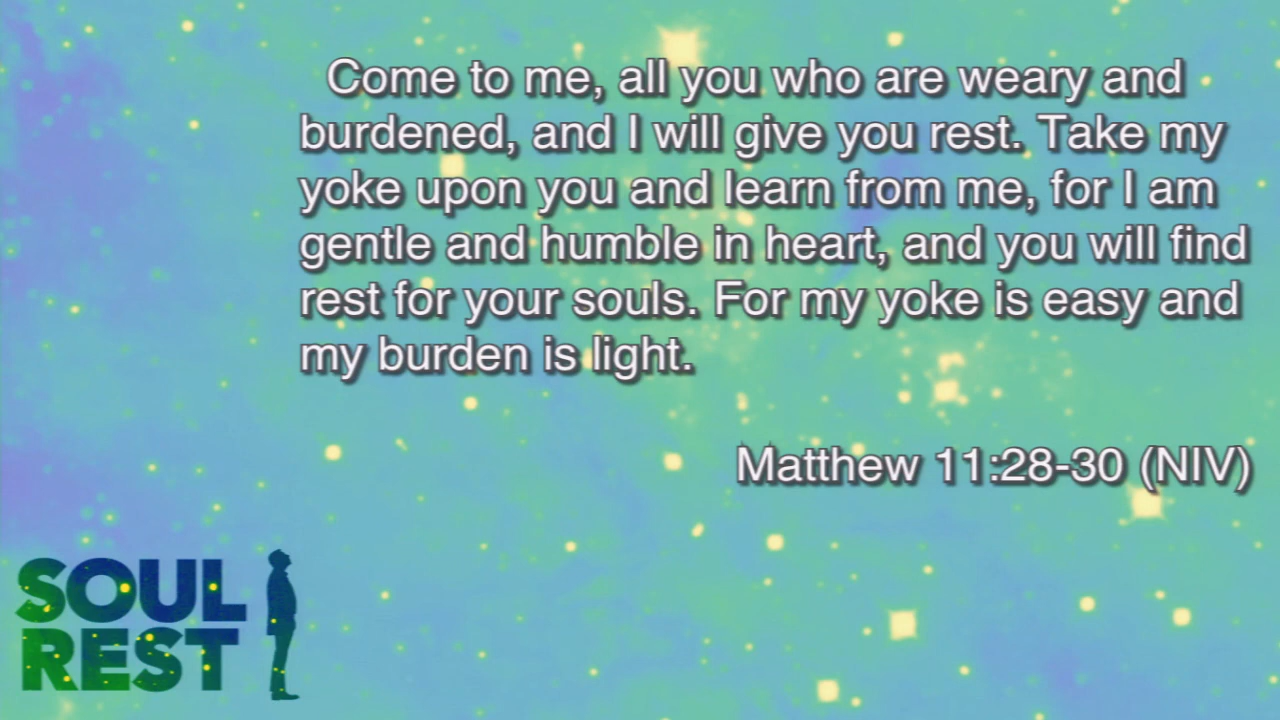 Come to me, all you who are weary and
burdened, and I will give you rest. Take my
yoke upon you and learn from me, for I am
gentle and humble in heart, and you will find
rest for your souls. For my yoke is easy and
my burden is light.
Matthew 11:28-30 (NIV)
SOUL
REST